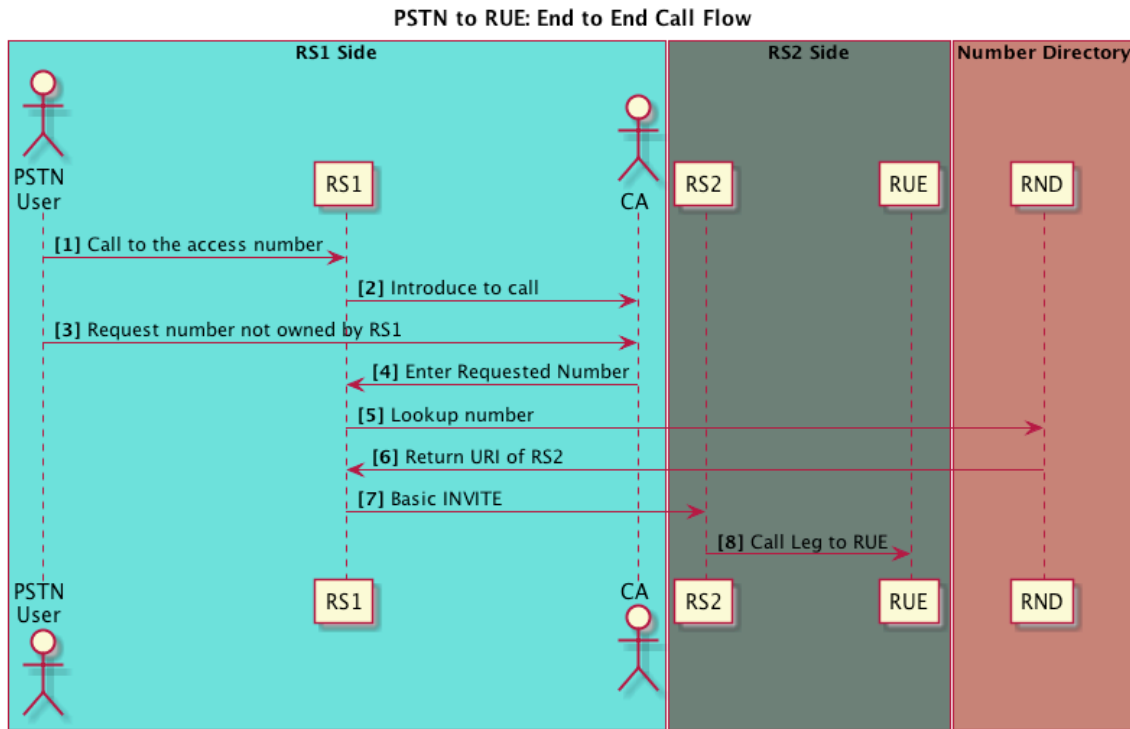 PSTN to RUE: End to End Call Flow
RS1 Side
RS2 Side
Number Directory
PSTN
User
RS1
CA
RS2
RUE
RND
[1] Call to the access number
[2] Introduce to call
[3] Request number not owned by RS1
[4] Enter Requested Number
[5] Lookup number
[6] Return URI of RS2
[7] Basic INVITE
[8] Call Leg to RUE
PSTN
User
RS1
CA
RS2
RUE
RND